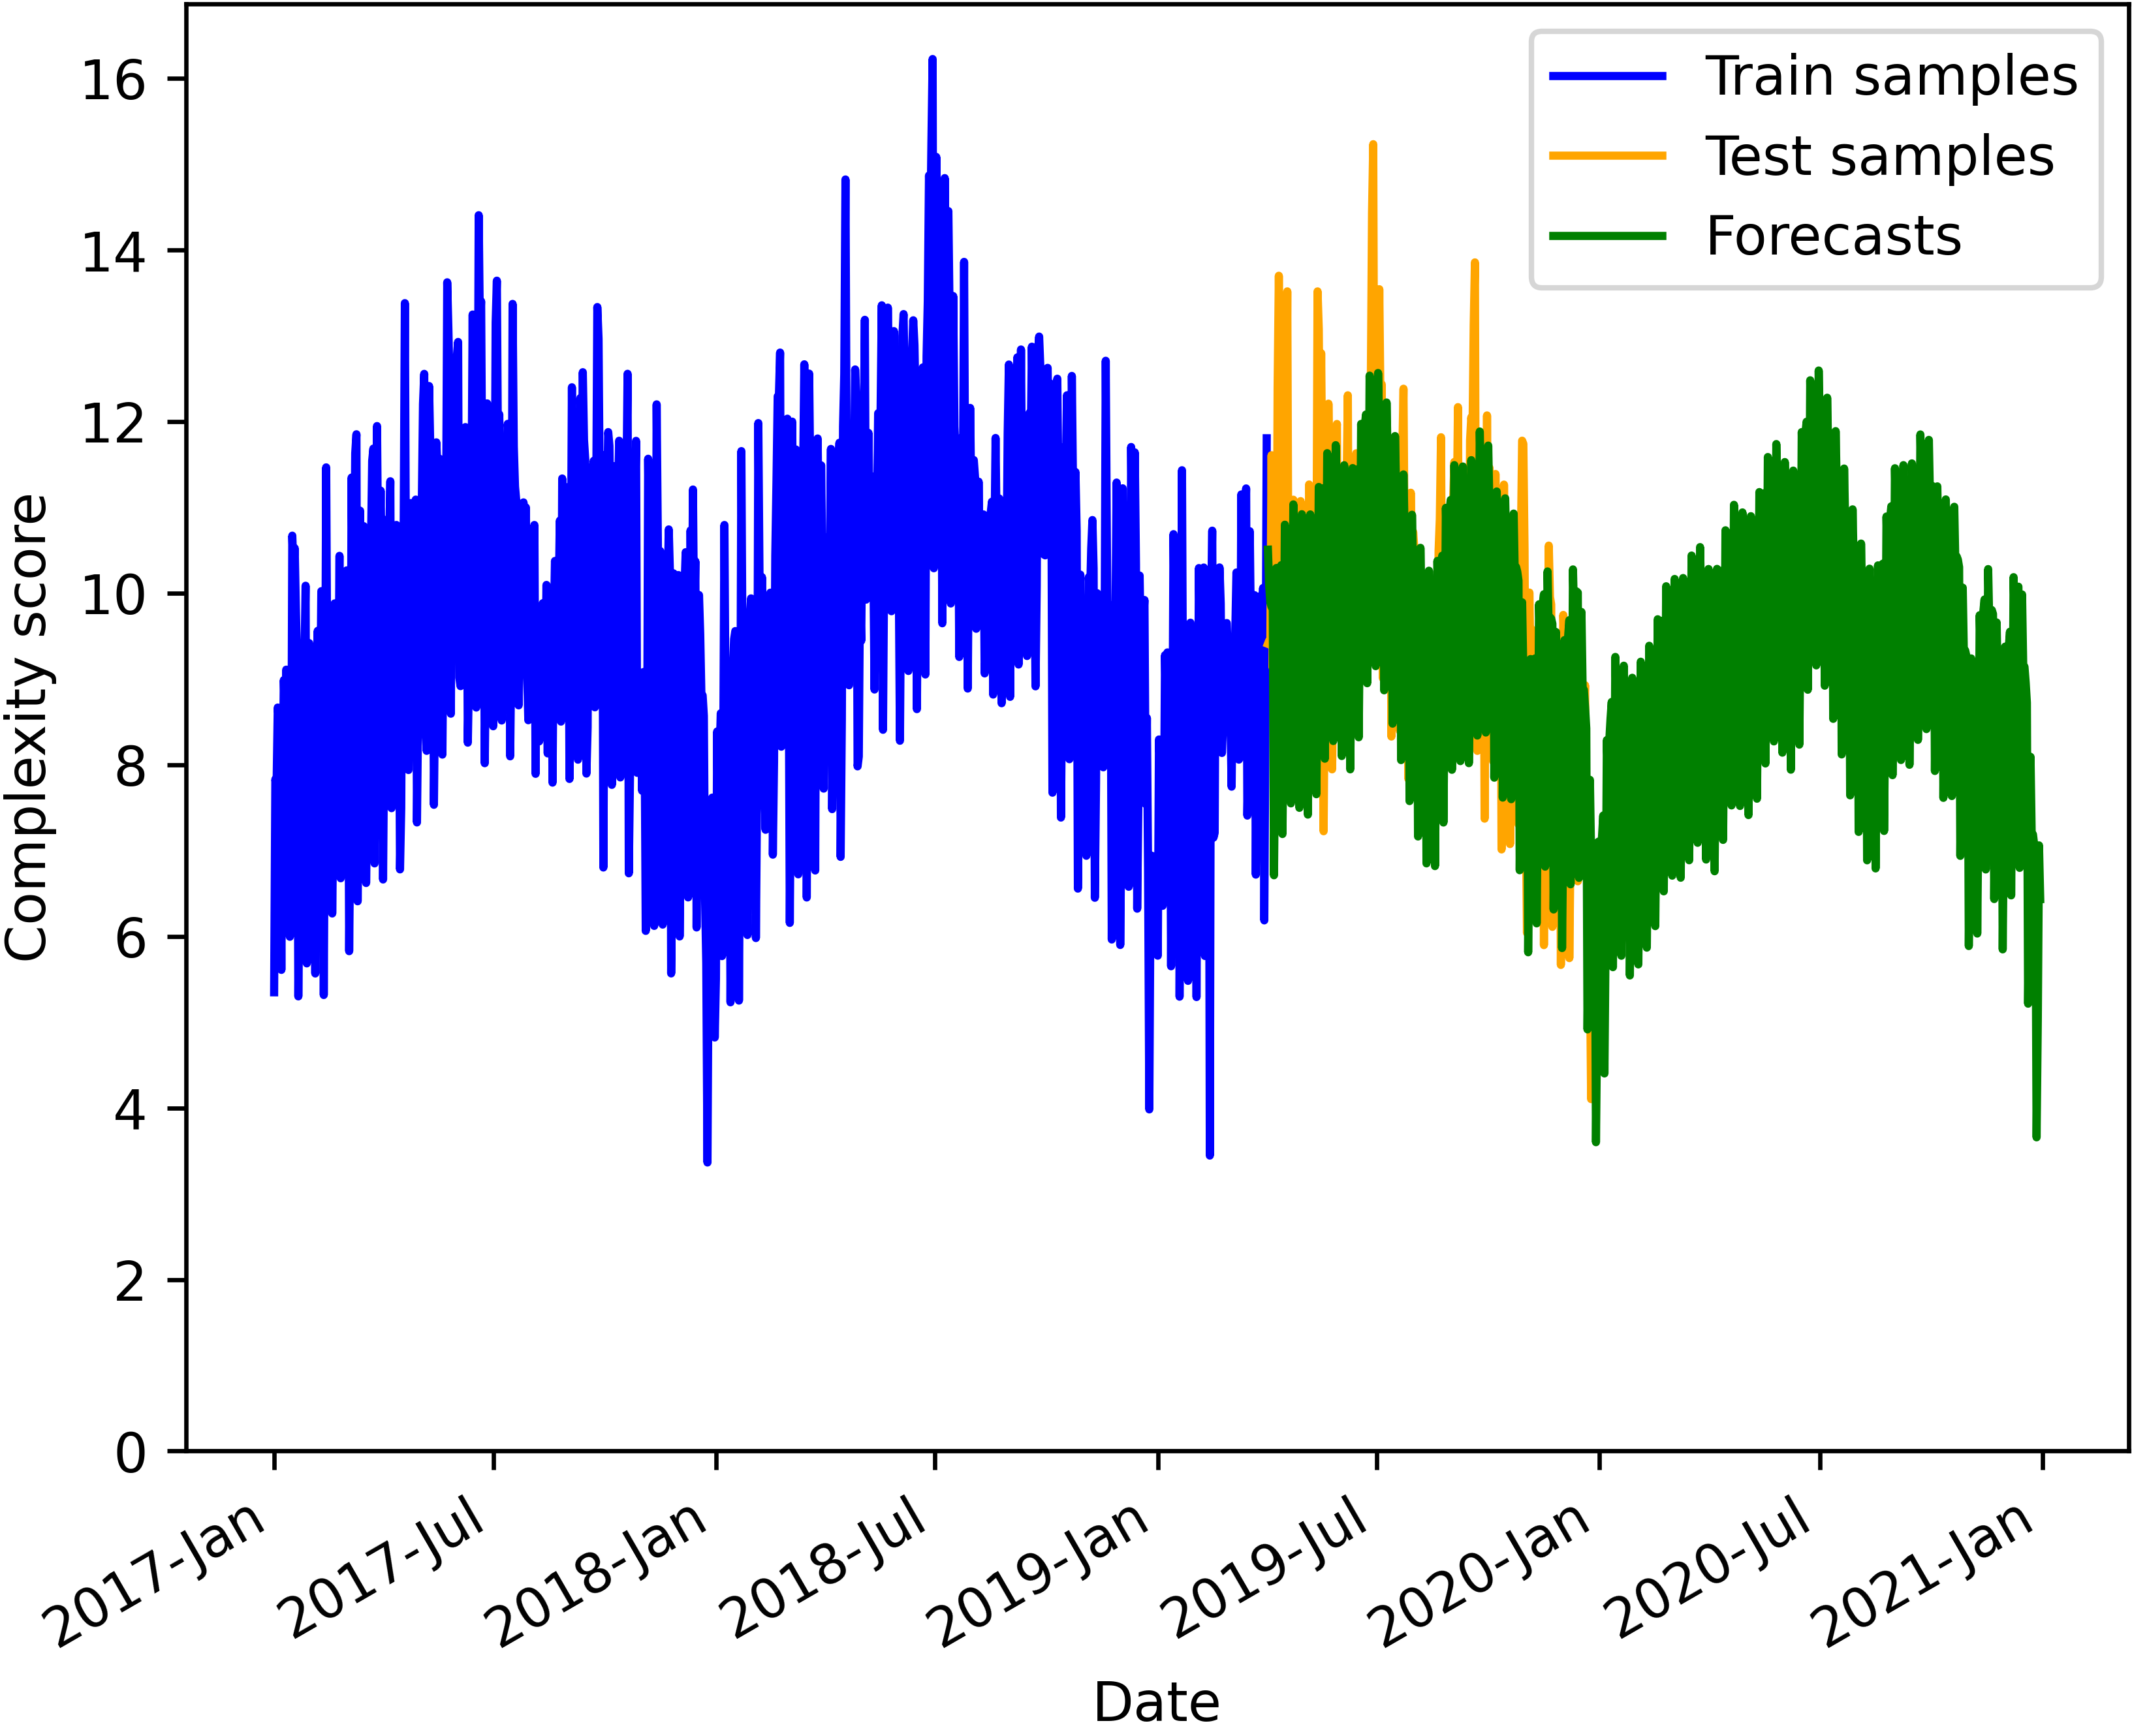 Train samples
Test samples
Forecasts
Complexity score
16
14
12
10
8
6
4
2
0
2017-Jan
2017-Jul
2018-Jan
2018-Jul
2019-Jan
2019-Jul
2020-Jan
2020-Jul
2021-Jan
Date